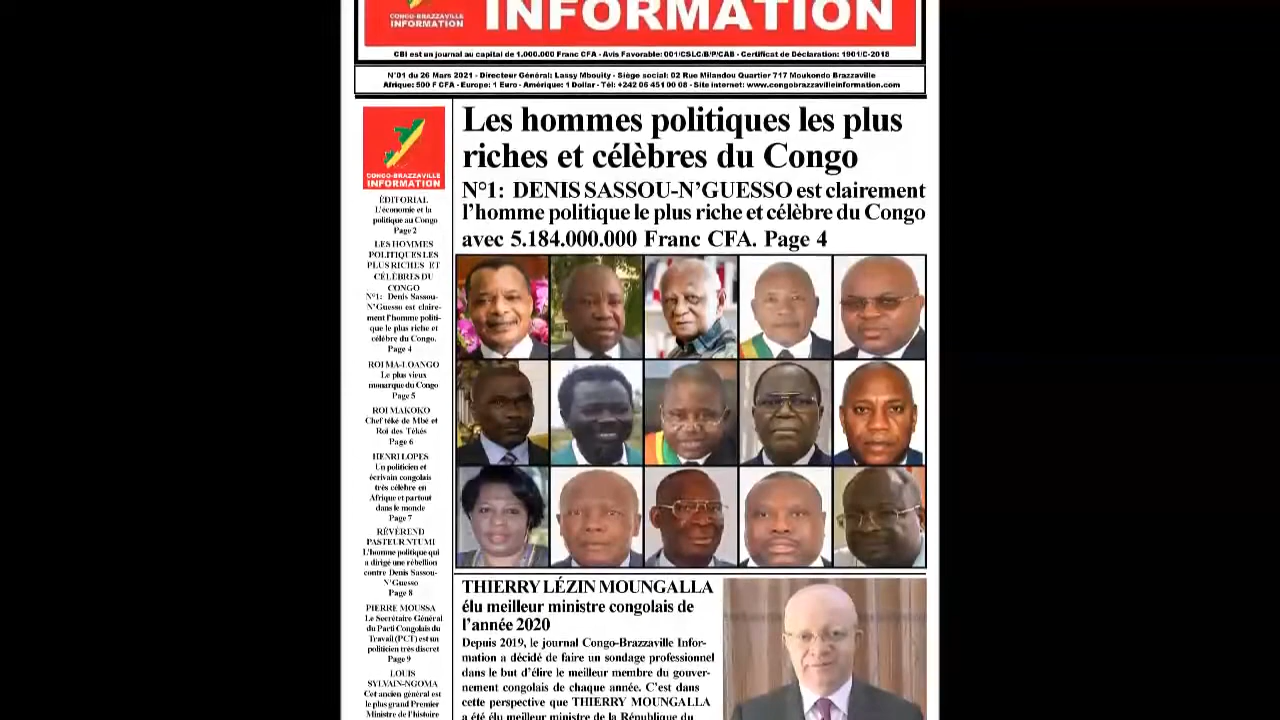 CONGO-BRAZZAVILLE
INFORMATION
INFORMATION
CBI est un journal au capital de 1.000.000 Franc CFA - Avis Favorable: 001/CSLC/B/P/CAB - Certificat de Déclaration: 1901/C-2018
N°01 du 26 Mars 2021 - Directeur Général: Lassy Mbouity - Siège social: 02 Rue Milandou Quartier 717 Moukondo Brazzaville
Afrique: 500 F CFA - Europe: 1 Euro - Amérique: 1 Dollar - Tél: +242 06 451 00 08 - Site internet: www.congobrazzavilleinformation.com
CONGO-BRAZZAVILLE
INFORMATION
ÉDITORIAL
L'économie et la
politique au Congo
Page 2
LES HOMMES
POLITIQUES LES
PLUS RICHES ET
CÉLÈBRES DU
CONGO
N°1: Denis Sassou-
N'Guesso est claire-
ment l'homme politi-
que le plus riche et
célèbre du Congo.
Page 4
ROI MA-LOANGO
Le plus vieux
monarque du Congo
Page 5
ROI MAKOKO
Chef téké de Mbé et
Roi des Tékés
Page 6
HENRI LOPES
Un politicien et
écrivain congolais
très célèbre en
Afrique et partout
dans le monde
Page 7
RÉVÉREND
PASTEUR NTUMI
L'homme politique qui
a dirigé une rébellion
contre Denis Sassou-
N'Guesso
Page 8
PIERRE MOUSSA
Le Secrétaire Général
du Parti Congolais du
Travail (PCT) est un
politicien très discret
Page 9
LOUIS
SYLVAIN-NGOMA
Cet ancien général est
le plus grand Premier
Ministre de l'histoire
Les hommes politiques les plus
riches et célèbres du Congo
N°1: DENIS SASSOU-N'GUESSO est clairement
l'homme politique le plus riche et célèbre du Congo
avec 5.184.000.000 Franc CFA. Page 4
THIERRY LÉZIN MOUNGALLA
élu meilleur ministre congolais de
l'année 2020
Depuis 2019, le journal Congo-Brazzaville Infor-
mation a décidé de faire un sondage professionnel
dans le but d'élire le meilleur membre du gouver-
nement congolais de chaque année. C'est dans
cette perspective que THIERRY MOUNGALLA
a été élu meilleur ministre de la République du